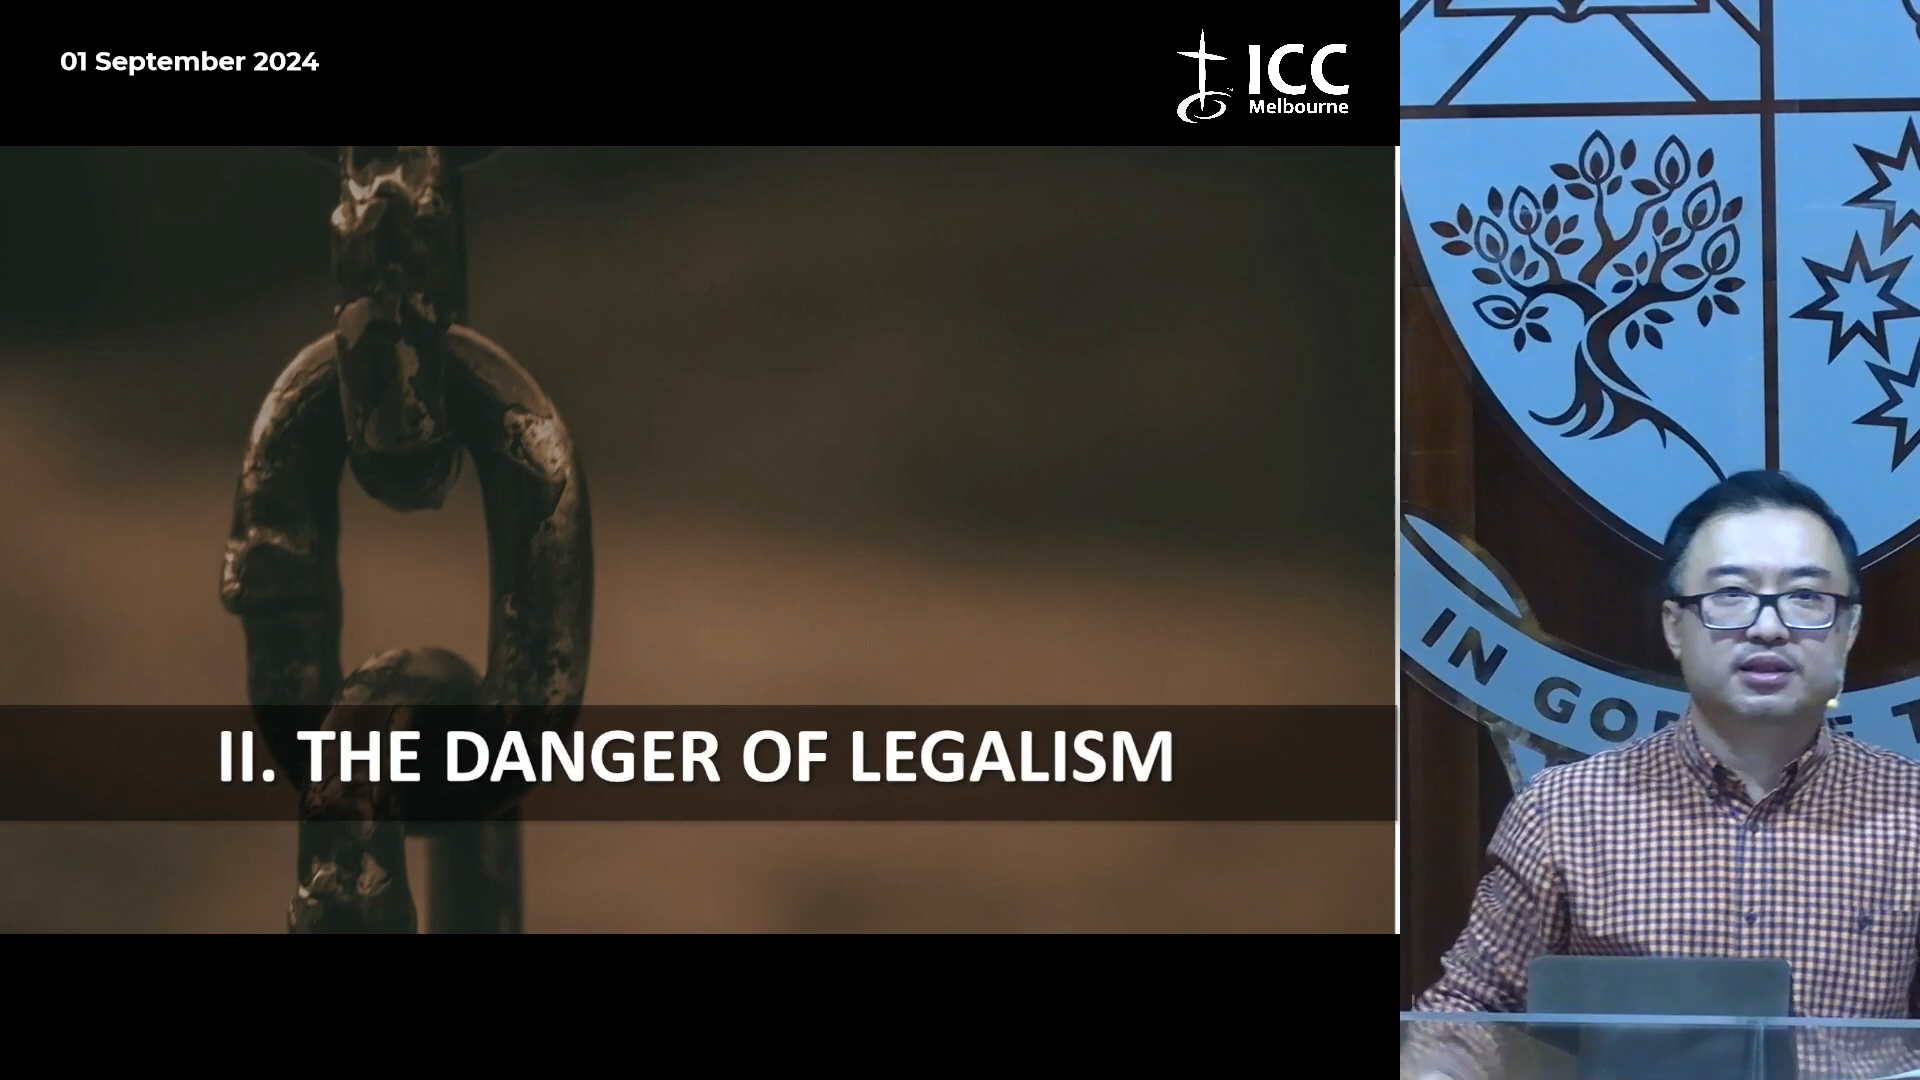 01 September 2024
ICC
Melbourne
II. THE DANGER OF LEGALISM
IN GO